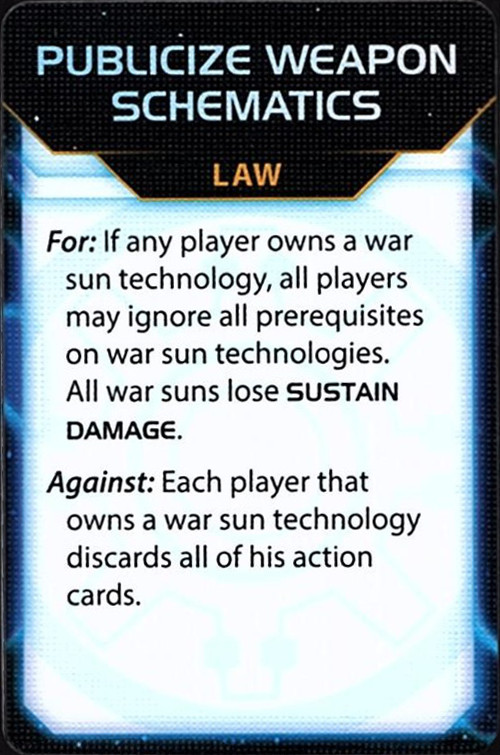 PUBLICIZE WEAPON
SCHEMATICS
LAW
For: If any player owns a war
sun technology, all players
may ignore all prerequisites
on war sun technologies.
All war suns lose SUSTAIN
DAMAGE.
Against: Each player that
owns a war sun technology
discards all of his action
cards.